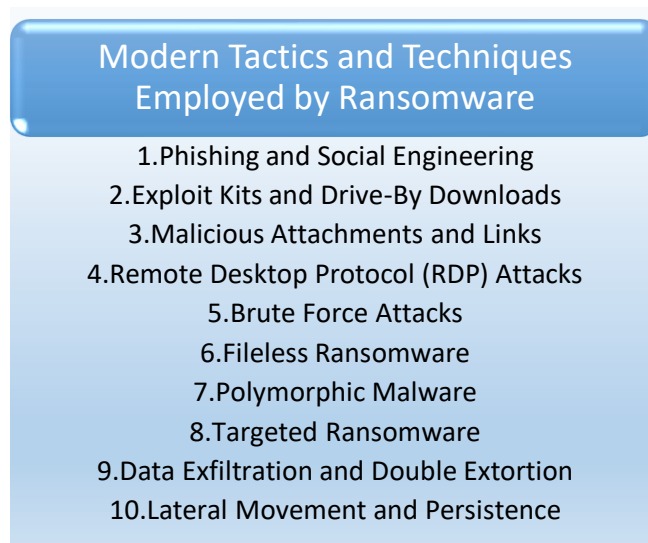 Modern Tactics and Techniques
Employed by Ransomware
1.Phishing and Social Engineering
2.Exploit Kits and Drive-By Downloads
3.Malicious Attachments and Links
4.Remote Desktop Protocol (RDP) Attacks
5.Brute Force Attacks
6.Fileless Ransomware
7.Polymorphic Malware
8.Targeted Ransomware
9.Data Exfiltration and Double Extortion
10.Lateral Movement and Persistence